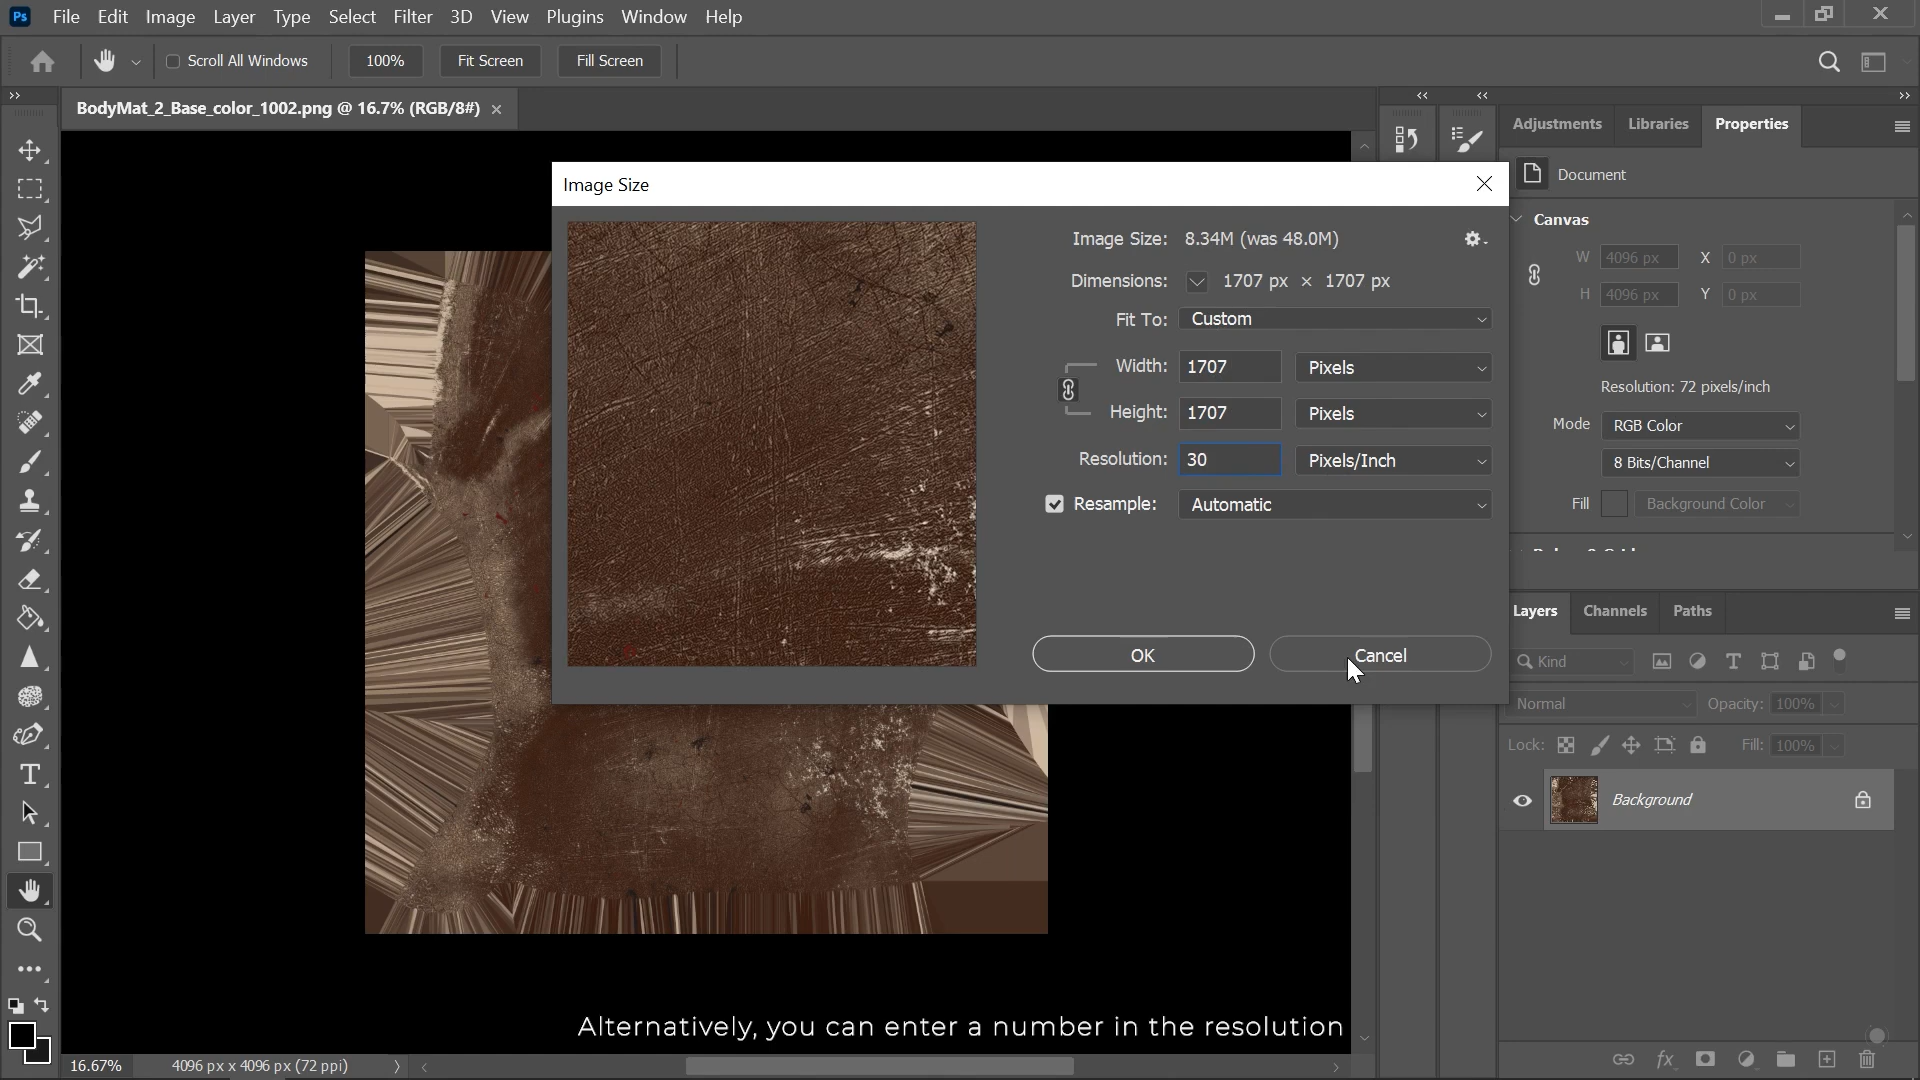 Ps File Edit Image Layer Type Select Filter 3D View Plugins Window Help
Scroll All Windows 100% Fit Screen Fill Screen
BodyMat_2_Base_color_1002.png @ 16.7% (RGB/8#)
Adjustments Libraries Properties
Document
Canvas
W 4096 px X 0 px
H 4096 px Y 0 px
Resolution: 72 pixels/inch
Mode RGB Color
8 Bits/Channel
Fill Background Color
Image Size
Image Size: 8.34M (was 48.0M)
Dimensions: 1707 px × 1707 px
Fit To: Custom
Width: 1707 Pixels
Height: 1707 Pixels
Resolution: 30 Pixels/Inch
Resample: Automatic
OK Cancel
Layers Channels Paths
Kind
Normal Opacity: 100%
Lock: Fill: 100%
Background
Alternatively, you can enter a number in the resolution
16.67% 4096 px x 4096 px (72 ppi)